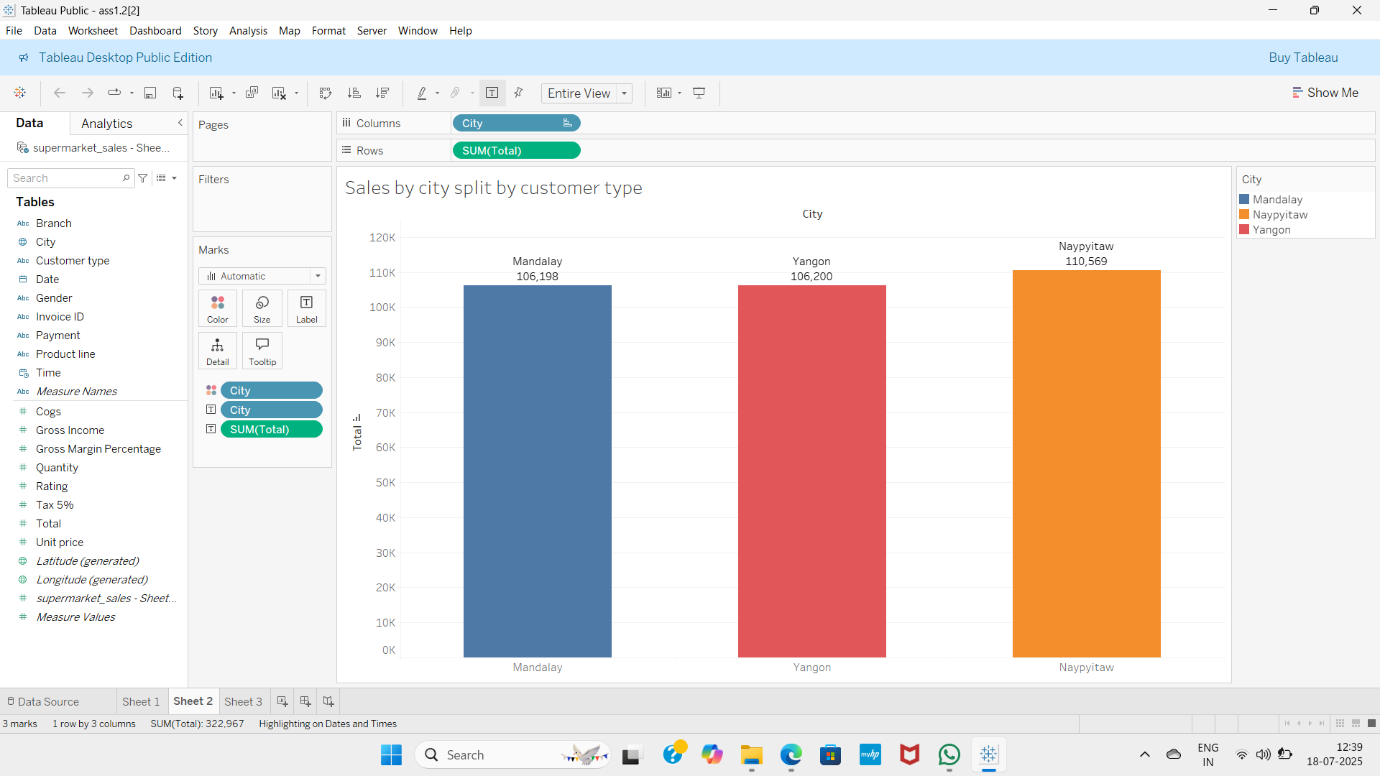 Tableau Public - ass1.2[2]
File Data Worksheet Dashboard Story Analysis Map Format Server Window Help
Tableau Desktop Public Edition
Buy Tableau
Entire View
Show Me
Data Analytics
supermarket_sales - Shee...
Search
Tables
Abc Branch
City
Abc Customer type
Date
Abc Gender
Abc Invoice ID
Abc Payment
Abc Product line
Time
Abc Measure Names
# Cogs
# Gross Income
# Gross Margin Percentage
# Quantity
# Rating
# Tax 5%
# Total
# Unit price
Latitude (generated)
Longitude (generated)
# supermarket_sales - Sheet...
# Measure Values
Pages
Filters
Marks
Automatic
Color Size Label
Detail Tooltip
City
City
SUM(Total)
Columns City
Rows SUM(Total)
Sales by city split by customer type
City
Total
120K
110K
100K
90K
80K
70K
60K
50K
40K
30K
20K
10K
0K
Mandalay
106,198
Yangon
106,200
Naypyitaw
110,569
Mandalay Yangon Naypyitaw
City
Mandalay
Naypyitaw
Yangon
Data Source Sheet 1 Sheet 2 Sheet 3
3 marks 1 row by 3 columns SUM(Total): 322,967 Highlighting on Dates and Times
Search
myhp
ENG
IN
12:39
18-07-2025